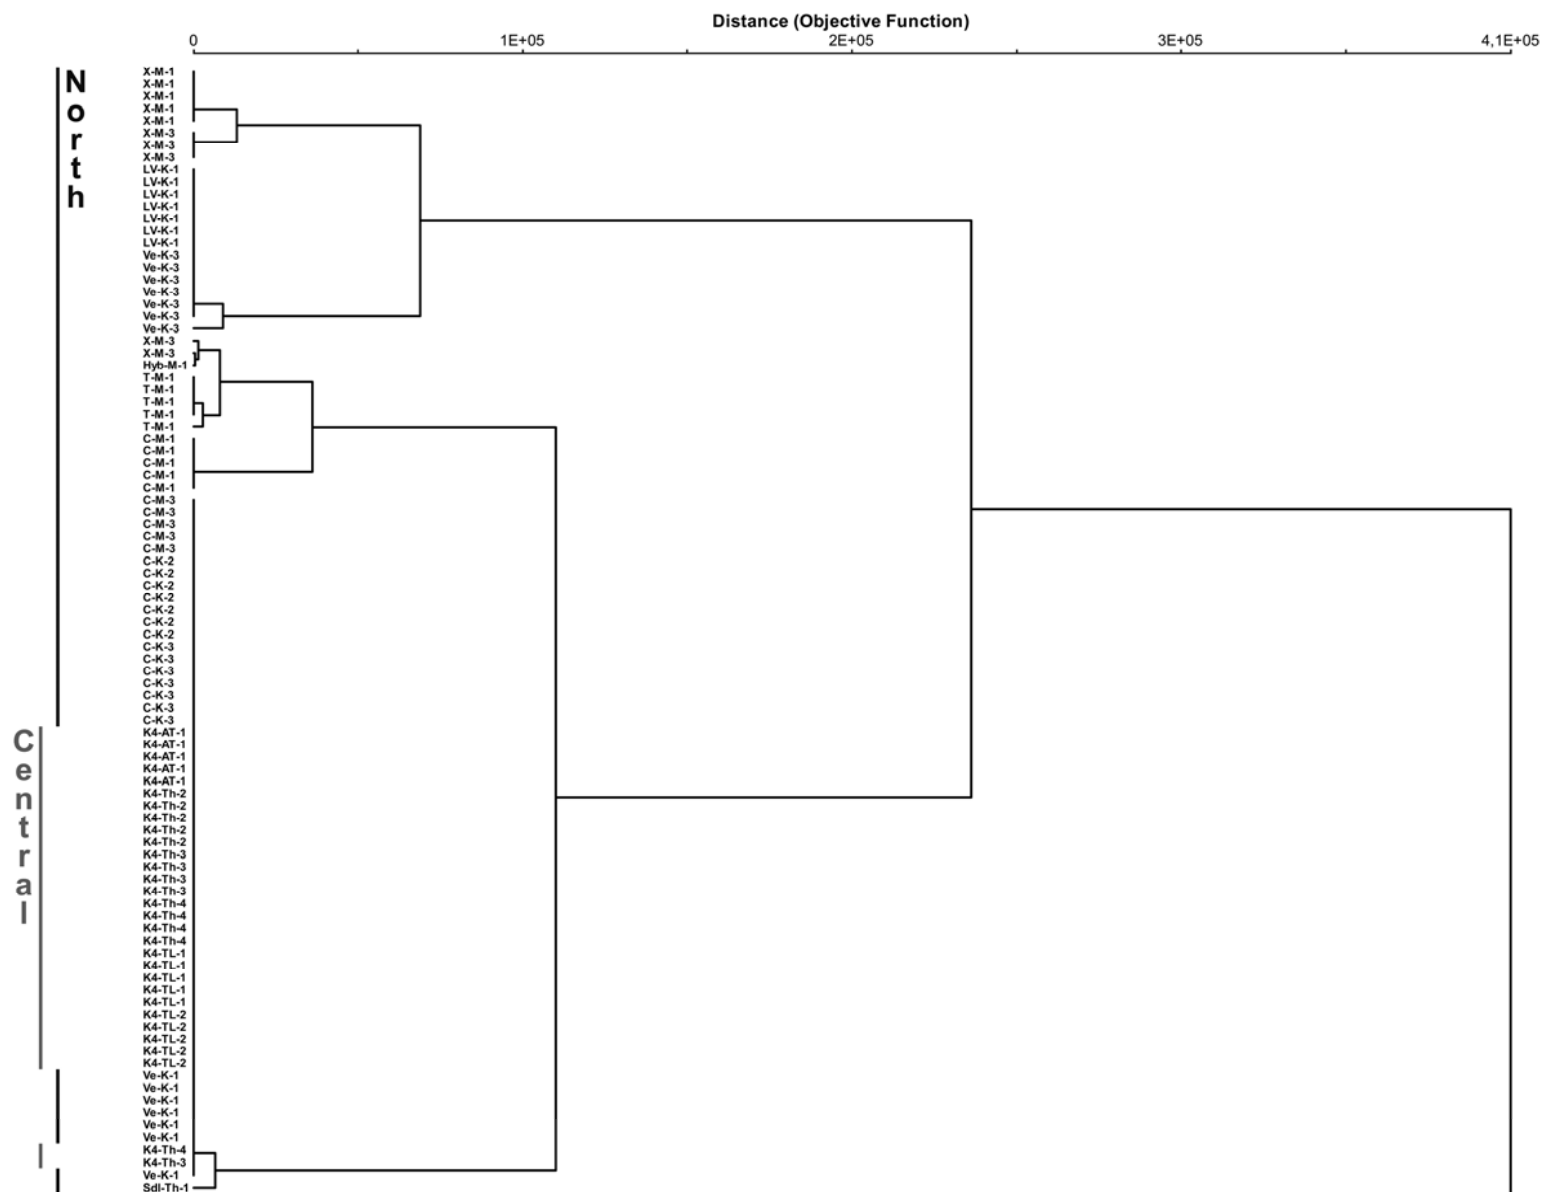 Distance (Objective Function)
0 1E+05 2E+05 3E+05 4,1E+05
North
X-M-1
X-M-1
X-M-1
X-M-1
X-M-1
X-M-3
X-M-3
X-M-3
LV-K-1
LV-K-1
LV-K-1
LV-K-1
LV-K-1
LV-K-1
LV-K-1
Ve-K-3
Ve-K-3
Ve-K-3
Ve-K-3
Ve-K-3
Ve-K-3
Ve-K-3
X-M-3
X-M-3
Hyb-M-1
T-M-1
T-M-1
T-M-1
T-M-1
T-M-1
C-M-1
C-M-1
C-M-1
C-M-1
C-M-1
C-M-3
C-M-3
C-M-3
C-M-3
C-M-3
C-K-2
C-K-2
C-K-2
C-K-2
C-K-2
C-K-2
C-K-2
C-K-3
C-K-3
C-K-3
C-K-3
C-K-3
C-K-3
C-K-3
Central
K4-AT-1
K4-AT-1
K4-AT-1
K4-AT-1
K4-AT-1
K4-Th-2
K4-Th-2
K4-Th-2
K4-Th-2
K4-Th-2
K4-Th-3
K4-Th-3
K4-Th-3
K4-Th-3
K4-Th-4
K4-Th-4
K4-Th-4
K4-Th-4
K4-TL-1
K4-TL-1
K4-TL-1
K4-TL-1
K4-TL-1
K4-TL-2
K4-TL-2
K4-TL-2
K4-TL-2
K4-TL-2
Ve-K-1
Ve-K-1
Ve-K-1
Ve-K-1
Ve-K-1
Ve-K-1
K4-Th-4
K4-Th-3
Ve-K-1
Sdl-Th-1